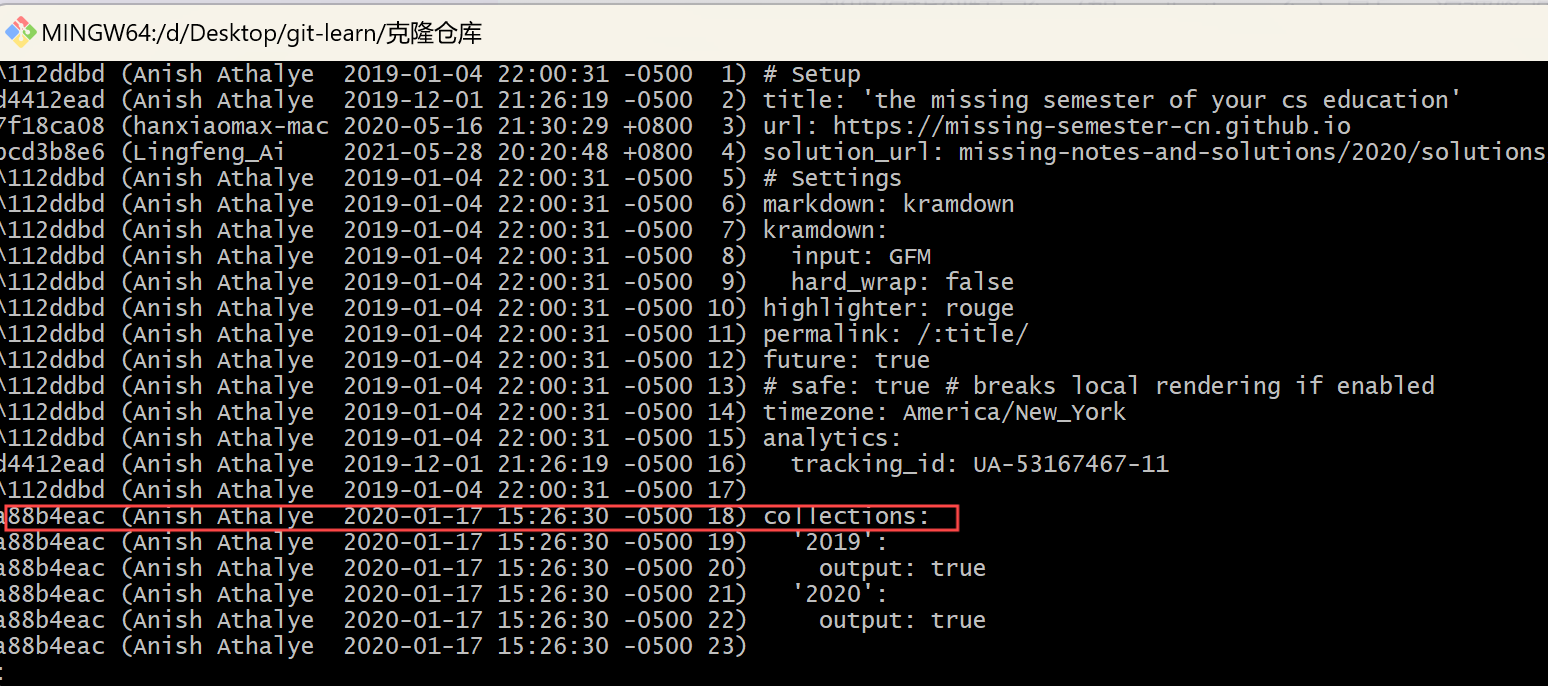 MINGW64:/d/Desktop/git-learn/克隆仓库
^112ddbd (Anish Athalye  2019-01-04 22:00:31 -0500  1) # Setup
d4412ead (Anish Athalye  2019-12-01 21:26:19 -0500  2) title: 'the missing semester of your cs education'
7f18ca08 (hanxiaomax-mac 2020-05-16 21:30:29 +0800  3) url: https://missing-semester-cn.github.io
bcd3b8e6 (Lingfeng_Ai    2021-05-28 20:20:48 +0800  4) solution_url: missing-notes-and-solutions/2020/solutions
^112ddbd (Anish Athalye  2019-01-04 22:00:31 -0500  5) # Settings
^112ddbd (Anish Athalye  2019-01-04 22:00:31 -0500  6) markdown: kramdown
^112ddbd (Anish Athalye  2019-01-04 22:00:31 -0500  7) kramdown:
^112ddbd (Anish Athalye  2019-01-04 22:00:31 -0500  8)   input: GFM
^112ddbd (Anish Athalye  2019-01-04 22:00:31 -0500  9)   hard_wrap: false
^112ddbd (Anish Athalye  2019-01-04 22:00:31 -0500 10) highlighter: rouge
^112ddbd (Anish Athalye  2019-01-04 22:00:31 -0500 11) permalink: /:title/
^112ddbd (Anish Athalye  2019-01-04 22:00:31 -0500 12) future: true
^112ddbd (Anish Athalye  2019-01-04 22:00:31 -0500 13) # safe: true # breaks local rendering if enabled
^112ddbd (Anish Athalye  2019-01-04 22:00:31 -0500 14) timezone: America/New_York
^112ddbd (Anish Athalye  2019-01-04 22:00:31 -0500 15) analytics:
d4412ead (Anish Athalye  2019-12-01 21:26:19 -0500 16)   tracking_id: UA-53167467-11
^112ddbd (Anish Athalye  2019-01-04 22:00:31 -0500 17)
a88b4eac (Anish Athalye  2020-01-17 15:26:30 -0500 18) collections:
a88b4eac (Anish Athalye  2020-01-17 15:26:30 -0500 19)   '2019':
a88b4eac (Anish Athalye  2020-01-17 15:26:30 -0500 20)     output: true
a88b4eac (Anish Athalye  2020-01-17 15:26:30 -0500 21)   '2020':
a88b4eac (Anish Athalye  2020-01-17 15:26:30 -0500 22)     output: true
a88b4eac (Anish Athalye  2020-01-17 15:26:30 -0500 23)
: